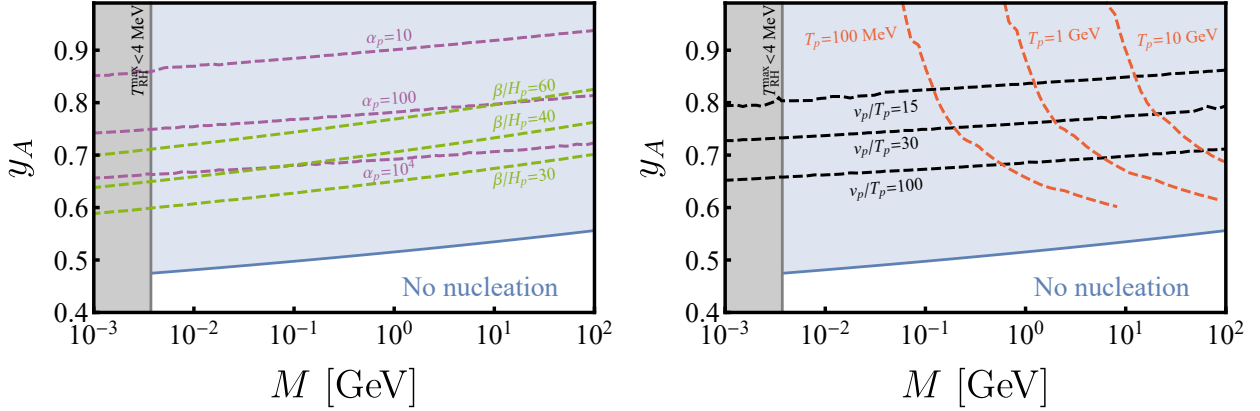 0.9
0.8
0.7
0.6
0.5
0.4
y_A
T_RH^max<4 MeV
α_p=10
α_p=100
α_p=10^4
β/H_p=60
β/H_p=40
β/H_p=30
No nucleation
10^-3 10^-2 10^-1 10^0 10^1 10^2
M [GeV]
0.9
0.8
0.7
0.6
0.5
0.4
y_A
T_RH^max<4 MeV
T_p=100 MeV
T_p=1 GeV
T_p=10 GeV
v_p/T_p=15
v_p/T_p=30
v_p/T_p=100
No nucleation
10^-3 10^-2 10^-1 10^0 10^1 10^2
M [GeV]